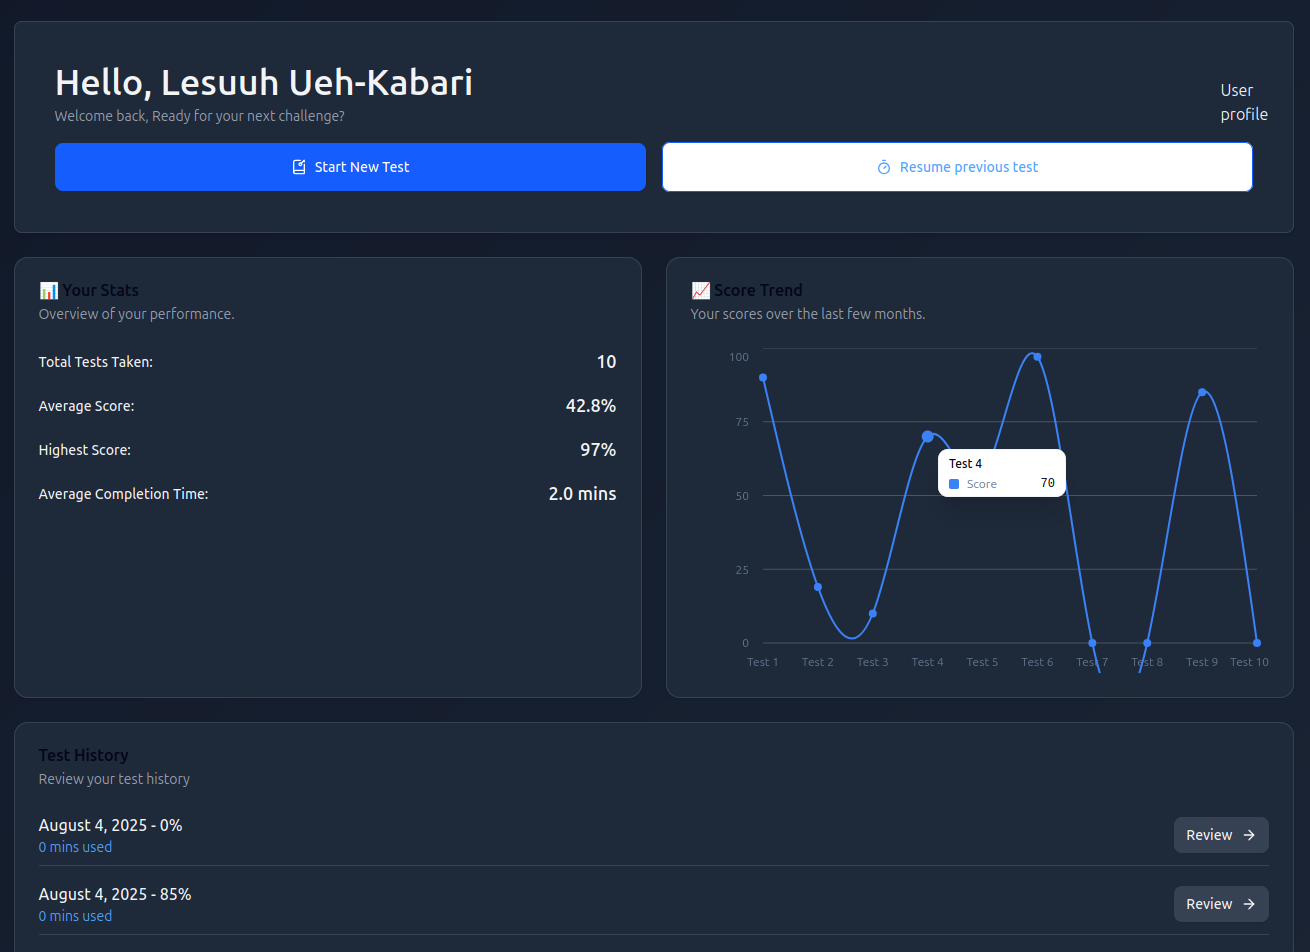 Hello, Lesuuh Ueh-Kabari
Welcome back, Ready for your next challenge?
User
profile
Start New Test
Resume previous test
Your Stats
Overview of your performance.
Total Tests Taken: 10
Average Score: 42.8%
Highest Score: 97%
Average Completion Time: 2.0 mins
Score Trend
Your scores over the last few months.
100
75
50
25
0
Test 4
Score 70
Test 1 Test 2 Test 3 Test 4 Test 5 Test 6 Test 7 Test 8 Test 9 Test 10
Test History
Review your test history
August 4, 2025 - 0%
0 mins used
Review
August 4, 2025 - 85%
0 mins used
Review